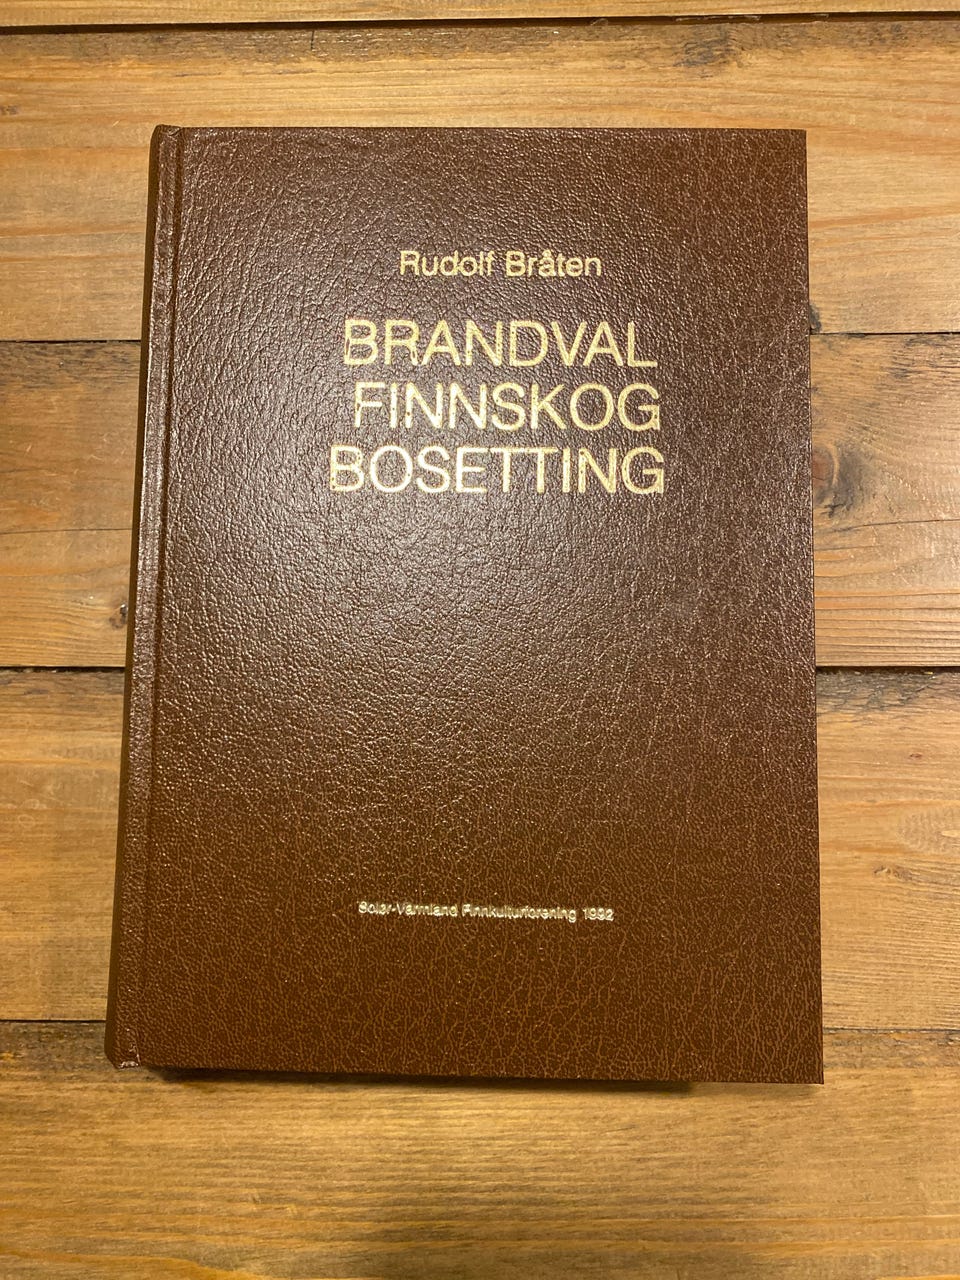 Rudolf Bråten
BRANDVAL
FINNSKOG
BOSETTING
Solør-Värmland Finnkulturforening 1992